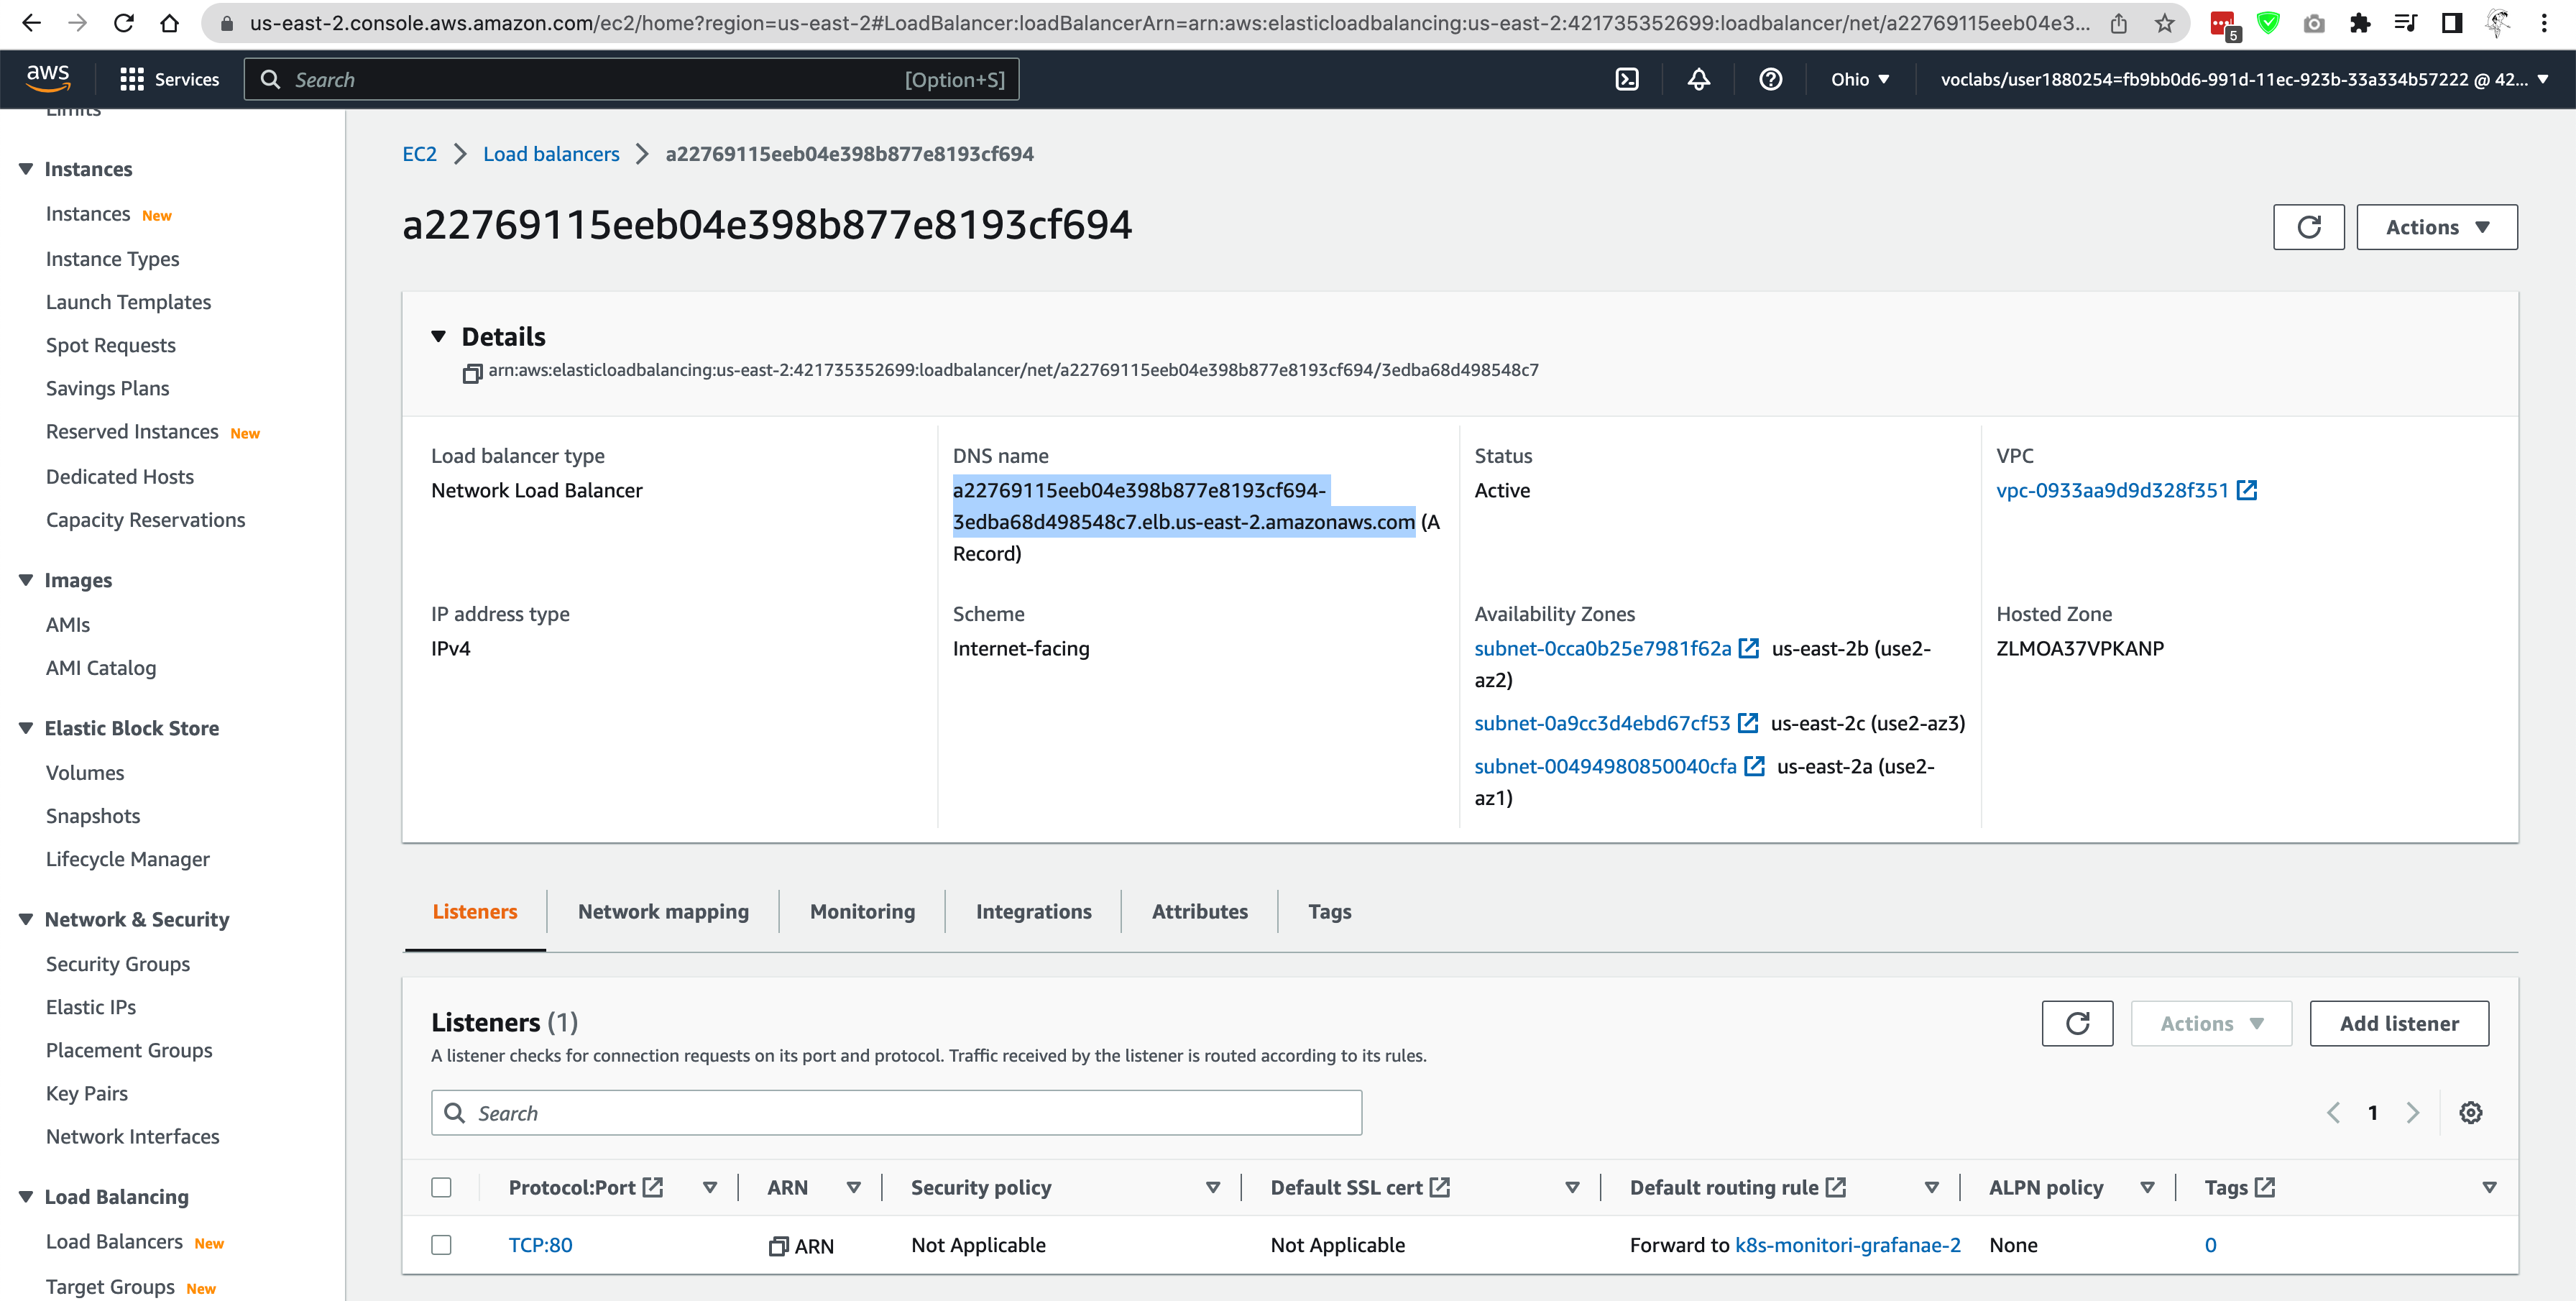 us-east-2.console.aws.amazon.com/ec2/home?region=us-east-2#LoadBalancer:loadBalancerArn=arn:aws:elasticloadbalancing:us-east-2:421735352699:loadbalancer/net/a22769115eeb04e3...
5
aws
Services
Search
[Option+S]
Ohio
voclabs/user1880254=fb9bb0d6-991d-11ec-923b-33a334b57222 @ 42...
Limits
Instances
Instances New
Instance Types
Launch Templates
Spot Requests
Savings Plans
Reserved Instances New
Dedicated Hosts
Capacity Reservations
Images
AMIs
AMI Catalog
Elastic Block Store
Volumes
Snapshots
Lifecycle Manager
Network & Security
Security Groups
Elastic IPs
Placement Groups
Key Pairs
Network Interfaces
Load Balancing
Load Balancers New
Target Groups New
EC2 > Load balancers > a22769115eeb04e398b877e8193cf694
a22769115eeb04e398b877e8193cf694
Actions
Details
arn:aws:elasticloadbalancing:us-east-2:421735352699:loadbalancer/net/a22769115eeb04e398b877e8193cf694/3edba68d498548c7
Load balancer type
Network Load Balancer
DNS name
a22769115eeb04e398b877e8193cf694-
3edba68d498548c7.elb.us-east-2.amazonaws.com (A
Record)
Status
Active
VPC
vpc-0933aa9d9d328f351
IP address type
IPv4
Scheme
Internet-facing
Availability Zones
subnet-0cca0b25e7981f62a us-east-2b (use2-
az2)
subnet-0a9cc3d4ebd67cf53 us-east-2c (use2-az3)
subnet-00494980850040cfa us-east-2a (use2-
az1)
Hosted Zone
ZLMOA37VPKANP
Listeners
Network mapping
Monitoring
Integrations
Attributes
Tags
Listeners (1)
A listener checks for connection requests on its port and protocol. Traffic received by the listener is routed according to its rules.
Actions
Add listener
Search
1
Protocol:Port
ARN
Security policy
Default SSL cert
Default routing rule
ALPN policy
Tags
TCP:80
ARN
Not Applicable
Not Applicable
Forward to k8s-monitori-grafanae-2
None
0